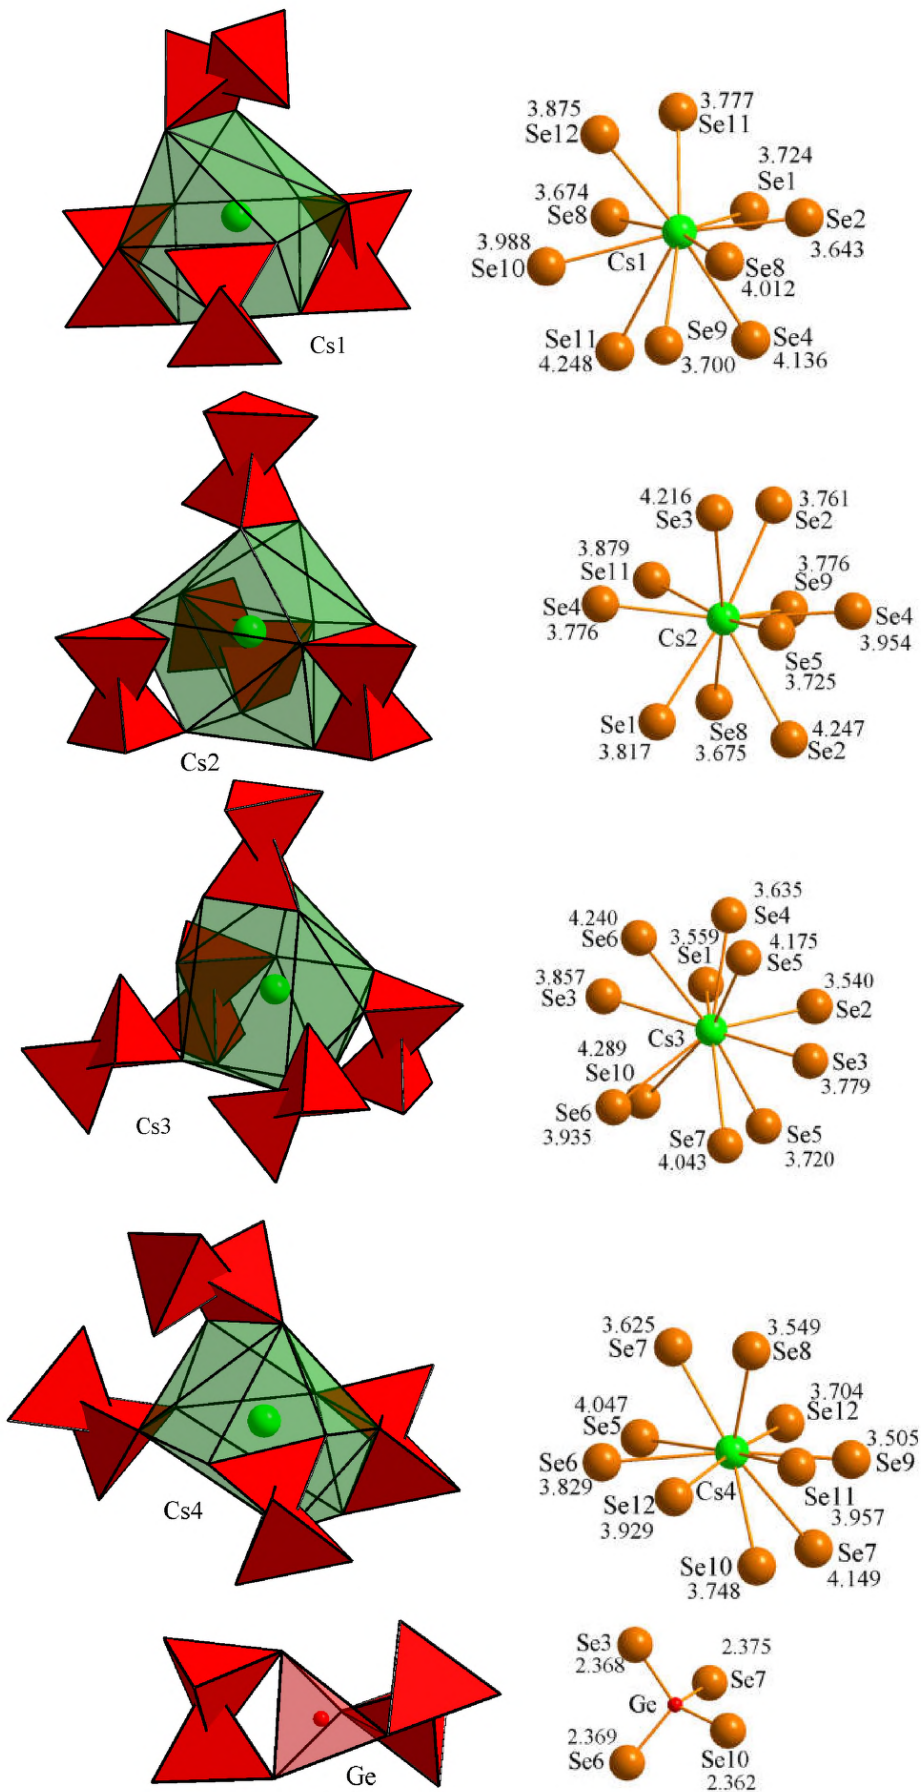 3.875
Se12
3.777
Se11
3.724
Se1
3.674
Se8
Se2
3.643
3.988
Se10
Cs1
Se8
4.012
Se11
4.248
Se9
3.700
Se4
4.136
Cs1
4.216
Se3
3.761
Se2
3.879
Se11
3.776
Se9
Se4
3.776
Cs2
Se4
3.954
Se5
3.725
Se1
3.817
Se8
3.675
4.247
Se2
Cs2
3.635
Se4
4.240
Se6
3.559
Se1
4.175
Se5
3.857
Se3
3.540
Se2
Cs3
4.289
Se10
Se3
3.779
Se6
3.935
Se7
4.043
Se5
3.720
Cs3
3.625
Se7
3.549
Se8
3.704
Se12
4.047
Se5
3.505
Se9
Se6
3.829
Cs4
Se12
3.929
Se11
3.957
Se10
3.748
Se7
4.149
Cs4
Se3
2.368
2.375
Se7
Ge
2.369
Se6
Se10
2.362
Ge